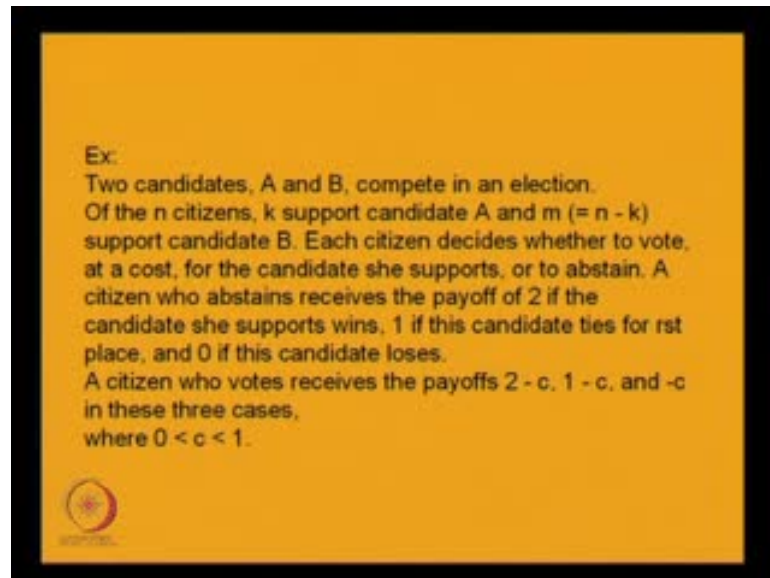 Ex:
Two candidates, A and B, compete in an election.
Of the n citizens, k support candidate A and m (= n - k)
support candidate B. Each citizen decides whether to vote,
at a cost, for the candidate she supports, or to abstain. A
citizen who abstains receives the payoff of 2 if the
candidate she supports wins, 1 if this candidate ties for rst
place, and 0 if this candidate loses.
A citizen who votes receives the payoffs 2 - c, 1 - c, and -c
in these three cases,
where 0 < c < 1.